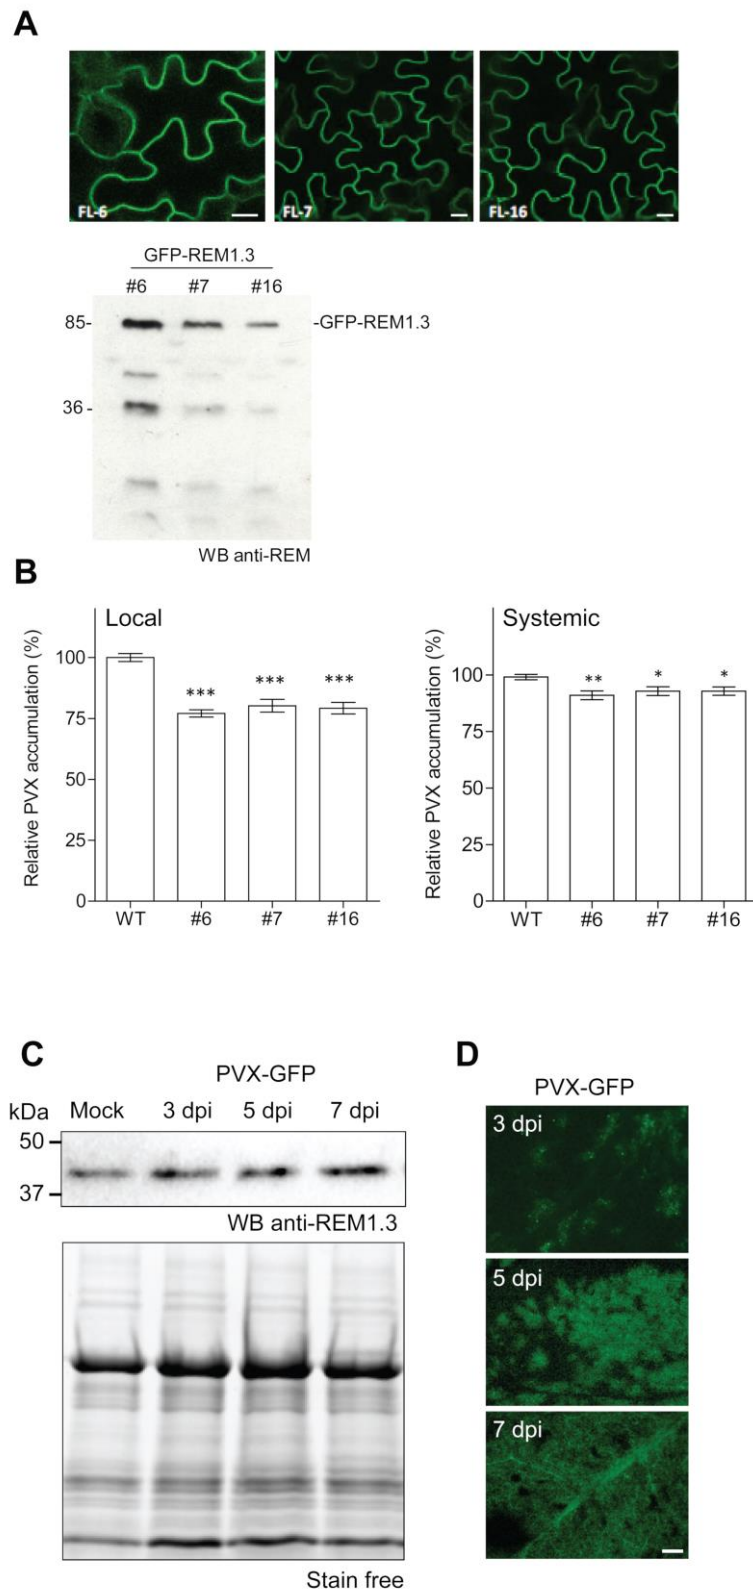 A
FL-6 FL-7 FL-16
GFP-REM1.3
#6 #7 #16
85- -GFP-REM1.3
36 -
WB anti-REM
B
Local
Relative PVX accumulation (%)
100
75
50
25
0
*** *** ***
WT #6 #7 #16
Systemic
Relative PVX accumulation (%)
100
75
50
25
0
** * *
WT #6 #7 #16
C
PVX-GFP
kDa Mock 3 dpi 5 dpi 7 dpi
50
37
WB anti-REM1.3
Stain free
D
PVX-GFP
3 dpi
5 dpi
7 dpi